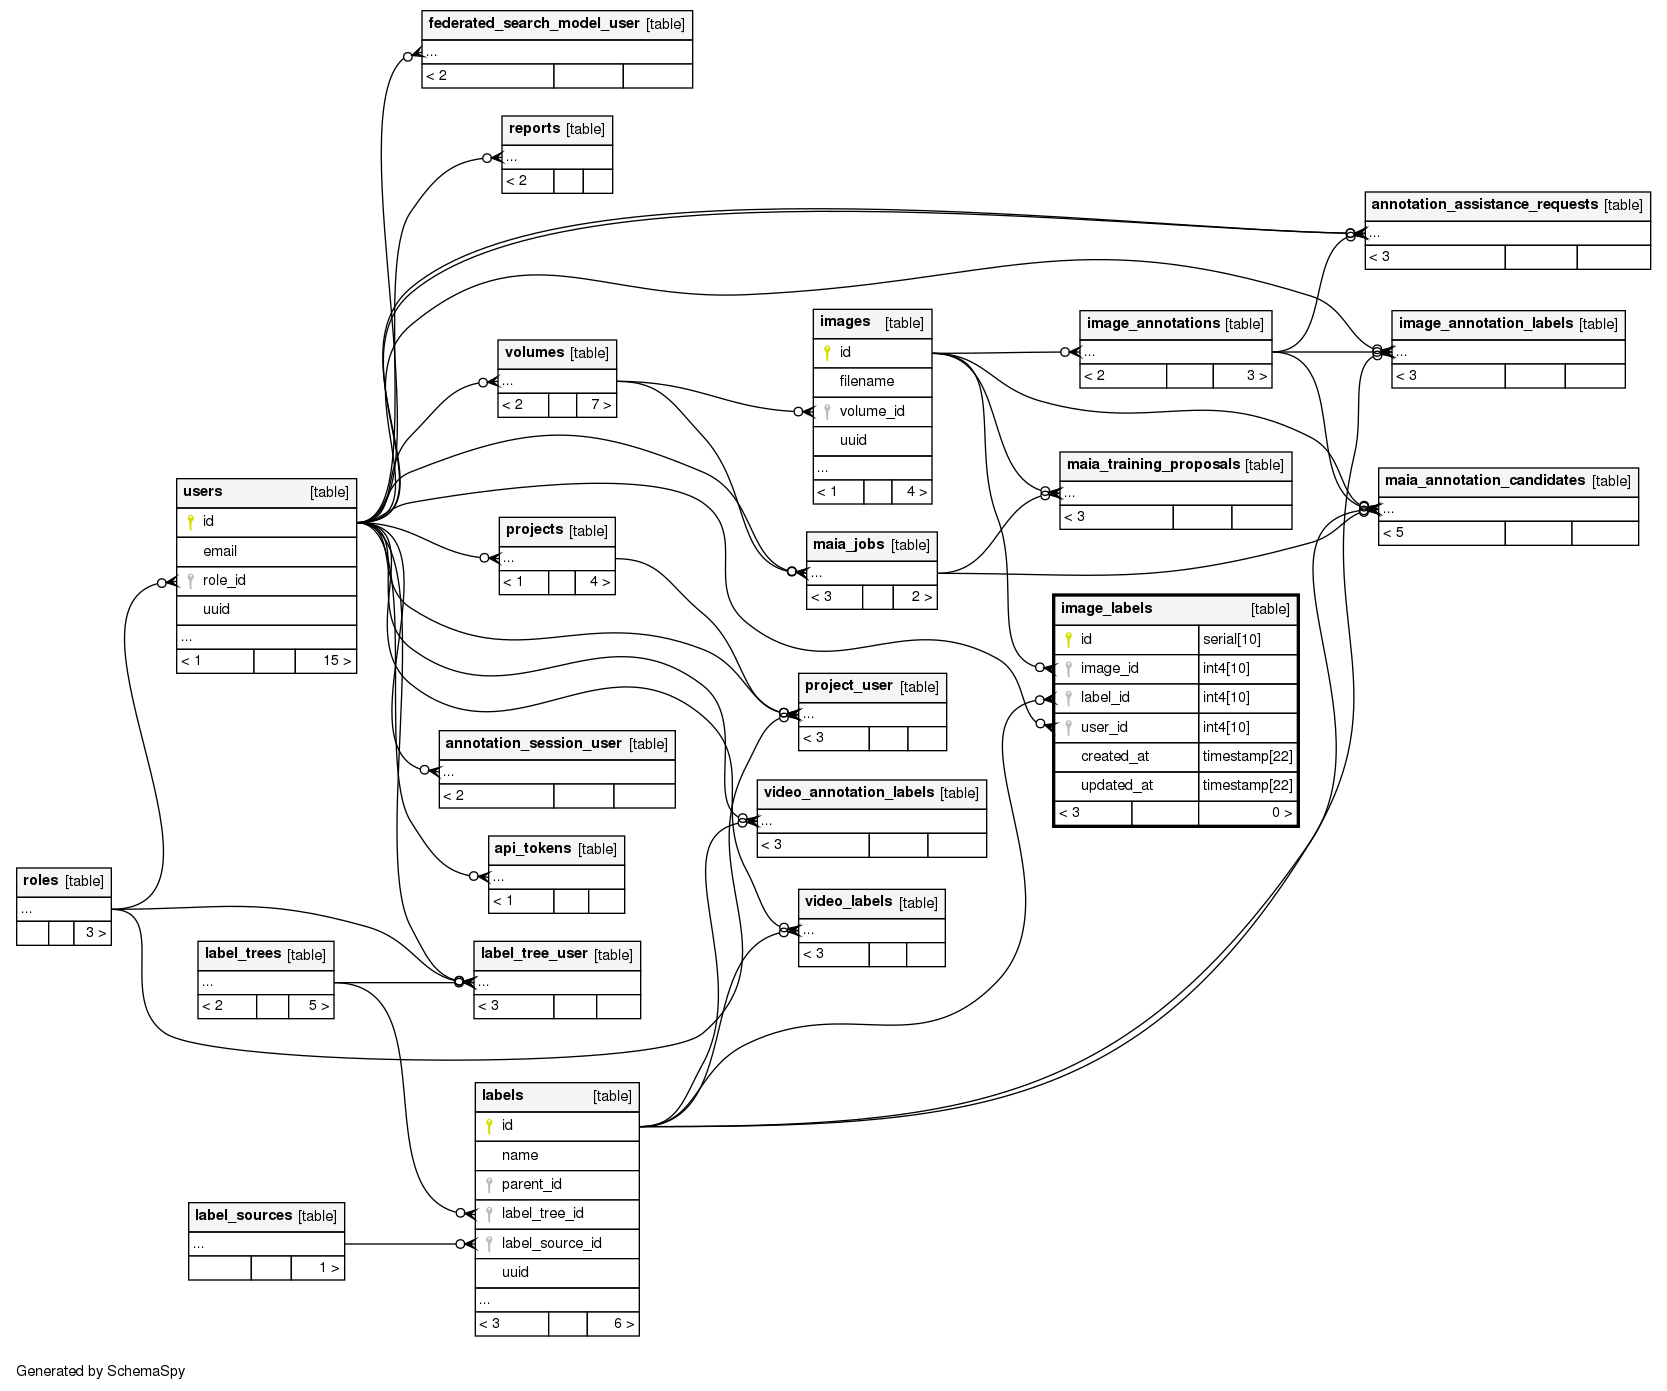 federated_search_model_user [table]
...
< 2
reports [table]
...
< 2
annotation_assistance_requests [table]
...
< 3
images [table]
id
filename
volume_id
uuid
...
< 1 4 >
image_annotations [table]
...
< 2 3 >
image_annotation_labels [table]
...
< 3
volumes [table]
...
< 2 7 >
maia_training_proposals [table]
...
< 3
maia_annotation_candidates [table]
...
< 5
users [table]
id
email
role_id
uuid
...
< 1 15 >
projects [table]
...
< 1 4 >
maia_jobs [table]
...
< 3 2 >
image_labels [table]
id serial[10]
image_id int4[10]
label_id int4[10]
user_id int4[10]
created_at timestamp[22]
updated_at timestamp[22]
< 3 0 >
project_user [table]
...
< 3
annotation_session_user [table]
...
< 2
video_annotation_labels [table]
...
< 3
api_tokens [table]
...
< 1
roles [table]
...
3 >
video_labels [table]
...
< 3
label_trees [table]
...
< 2 5 >
label_tree_user [table]
...
< 3
labels [table]
id
name
parent_id
label_tree_id
label_source_id
uuid
...
< 3 6 >
label_sources [table]
...
1 >
Generated by SchemaSpy